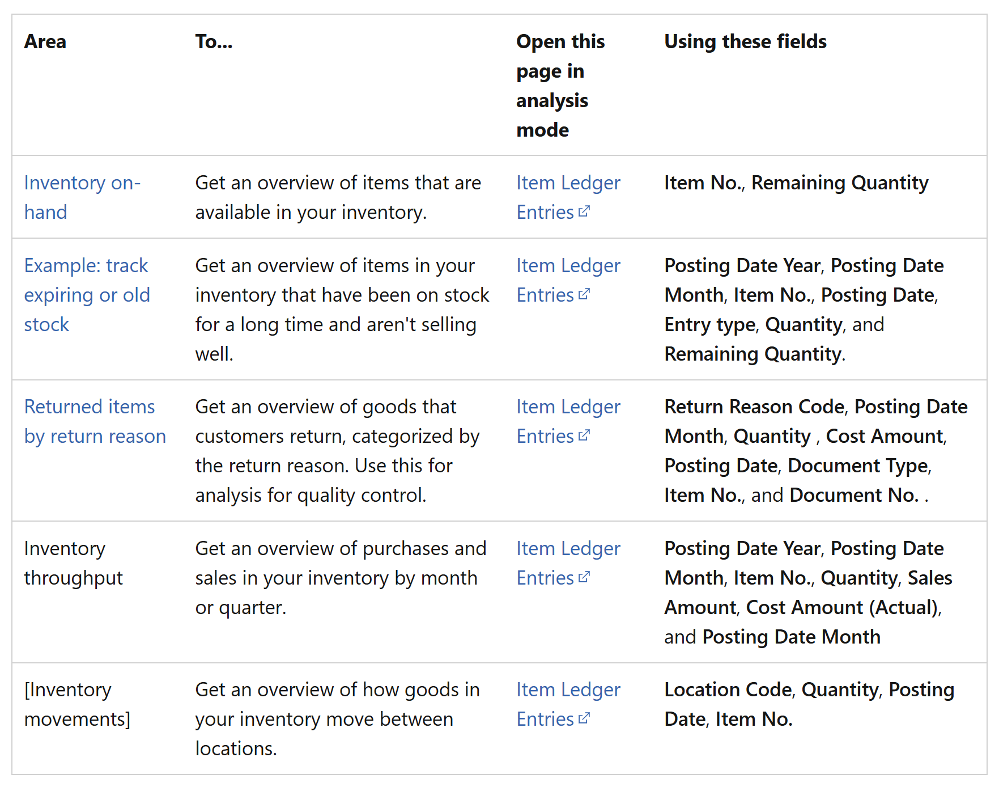 Area
To...
Open this
page in
analysis
mode
Using these fields
Inventory on-
hand
Get an overview of items that are
available in your inventory.
Item Ledger
Entries
Item No., Remaining Quantity
Example: track
expiring or old
stock
Get an overview of items in your
inventory that have been on stock
for a long time and aren't selling
well.
Item Ledger
Entries
Posting Date Year, Posting Date
Month, Item No., Posting Date,
Entry type, Quantity, and
Remaining Quantity.
Returned items
by return reason
Get an overview of goods that
customers return, categorized by
the return reason. Use this for
analysis for quality control.
Item Ledger
Entries
Return Reason Code, Posting Date
Month, Quantity , Cost Amount,
Posting Date, Document Type,
Item No., and Document No. .
Inventory
throughput
Get an overview of purchases and
sales in your inventory by month
or quarter.
Item Ledger
Entries
Posting Date Year, Posting Date
Month, Item No., Quantity, Sales
Amount, Cost Amount (Actual),
and Posting Date Month
[Inventory
movements]
Get an overview of how goods in
your inventory move between
locations.
Item Ledger
Entries
Location Code, Quantity, Posting
Date, Item No.